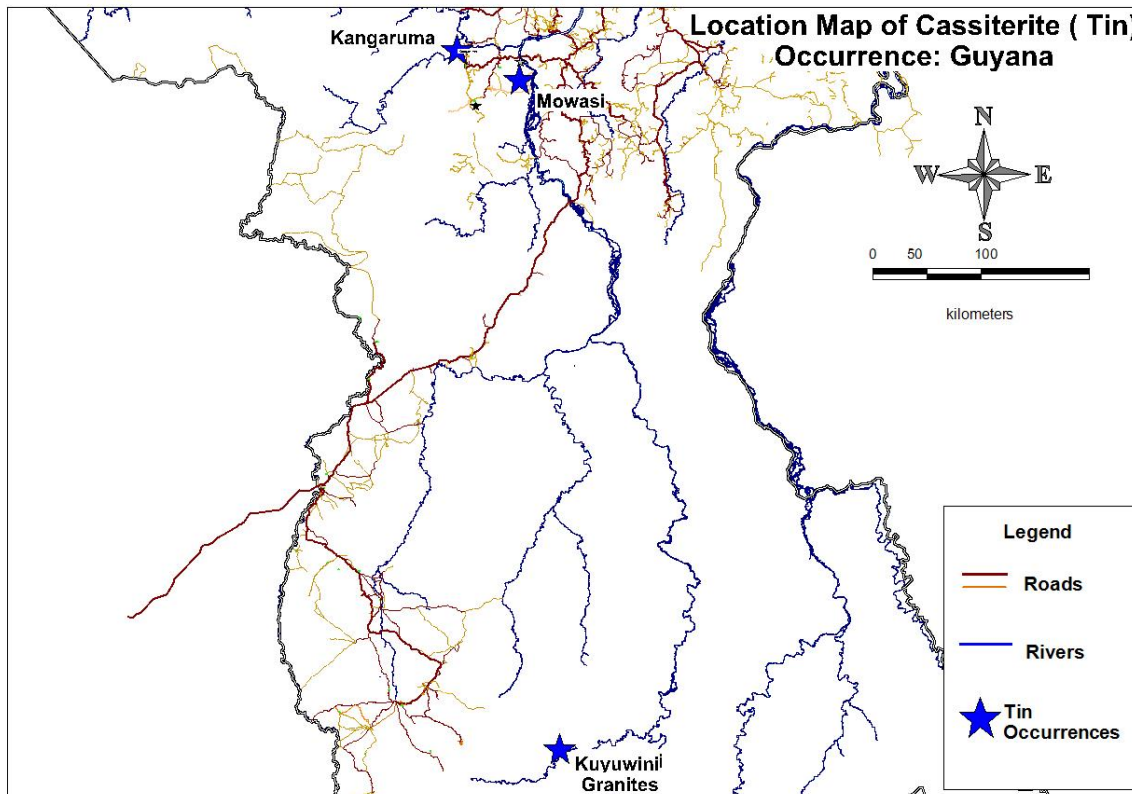 Location Map of Cassiterite ( Tin)
Occurrence: Guyana
Kangaruma
Mowasi
N
W
E
S
0 50 100
kilometers
Legend
Roads
Rivers
Tin
Occurrences
Kuyuwinii
Granites